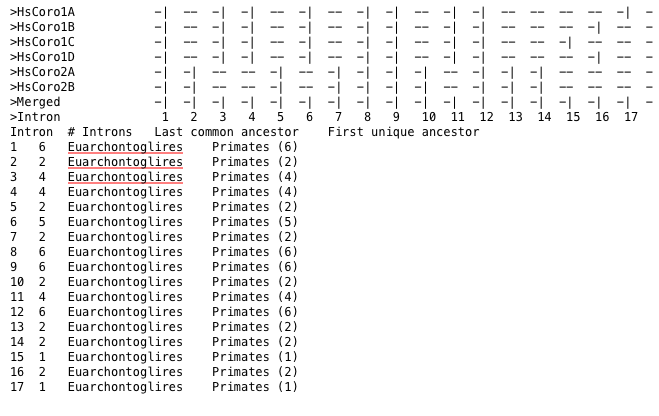 >HsCoro1A -| -- -| -| -- -| -- -| -| -- -| -| -- -- -- -- -| -
>HsCoro1B -| -- -| -| -- -| -- -| -| -- -| -| -- -- -- -| -- -
>HsCoro1C -| -- -| -| -- -| -- -| -| -- -| -| -- -- -| -- -- -
>HsCoro1D -| -- -| -| -- -| -- -| -| -- -| -| -- -- -- -| -- -
>HsCoro2A -| -| -- -- -| -- -| -| -| -| -- -| -| -| -- -- -- -
>HsCoro2B -| -| -- -- -| -| -| -| -| -| -- -| -| -| -- -- -- -
>Merged -| -| -| -| -| -| -| -| -| -| -| -| -| -| -| -| -| -
>Intron 1 2 3 4 5 6 7 8 9 10 11 12 13 14 15 16 17
Intron # Introns Last common ancestor First unique ancestor
1 6 Euarchontoglires Primates (6)
2 2 Euarchontoglires Primates (2)
3 4 Euarchontoglires Primates (4)
4 4 Euarchontoglires Primates (4)
5 2 Euarchontoglires Primates (2)
6 5 Euarchontoglires Primates (5)
7 2 Euarchontoglires Primates (2)
8 6 Euarchontoglires Primates (6)
9 6 Euarchontoglires Primates (6)
10 2 Euarchontoglires Primates (2)
11 4 Euarchontoglires Primates (4)
12 6 Euarchontoglires Primates (6)
13 2 Euarchontoglires Primates (2)
14 2 Euarchontoglires Primates (2)
15 1 Euarchontoglires Primates (1)
16 2 Euarchontoglires Primates (2)
17 1 Euarchontoglires Primates (1)